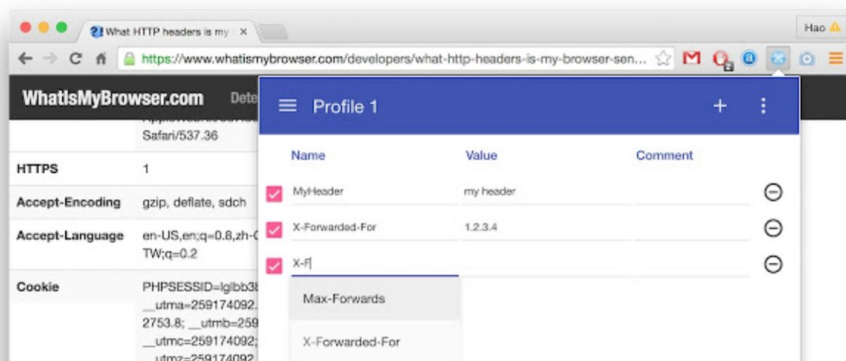 What HTTP headers is my
Hao
https://www.whatismybrowser.com/developers/what-http-headers-is-my-browser-sen...
WhatIsMyBrowser.com Dete
Safari/537.36
HTTPS 1
Accept-Encoding gzip, deflate, sdch
Accept-Language en-US,en;q=0.8,zh-
TW;q=0.2
Cookie PHPSESSID=lglbb3
__utma=259174092.
2753.8; __utmb=259
__utmc=259174092;
__utmz=259174092
Profile 1
Name Value Comment
MyHeader my header
X-Forwarded-For 1.2.3.4
X-F
Max-Forwards
X-Forwarded-For